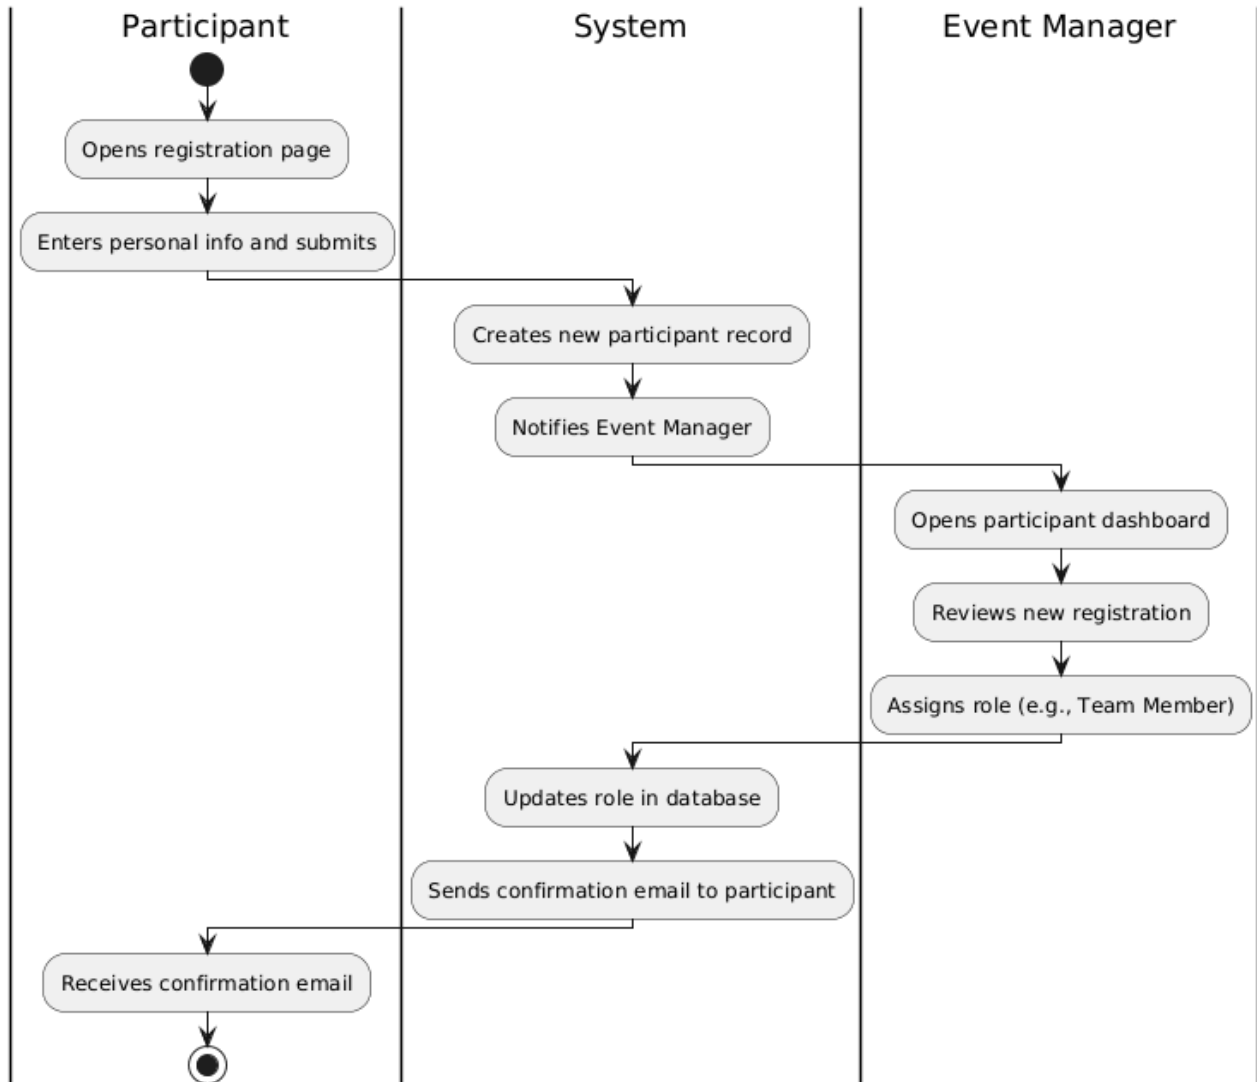 Participant
System
Event Manager
Opens registration page
Enters personal info and submits
Creates new participant record
Notifies Event Manager
Opens participant dashboard
Reviews new registration
Assigns role (e.g., Team Member)
Updates role in database
Sends confirmation email to participant
Receives confirmation email